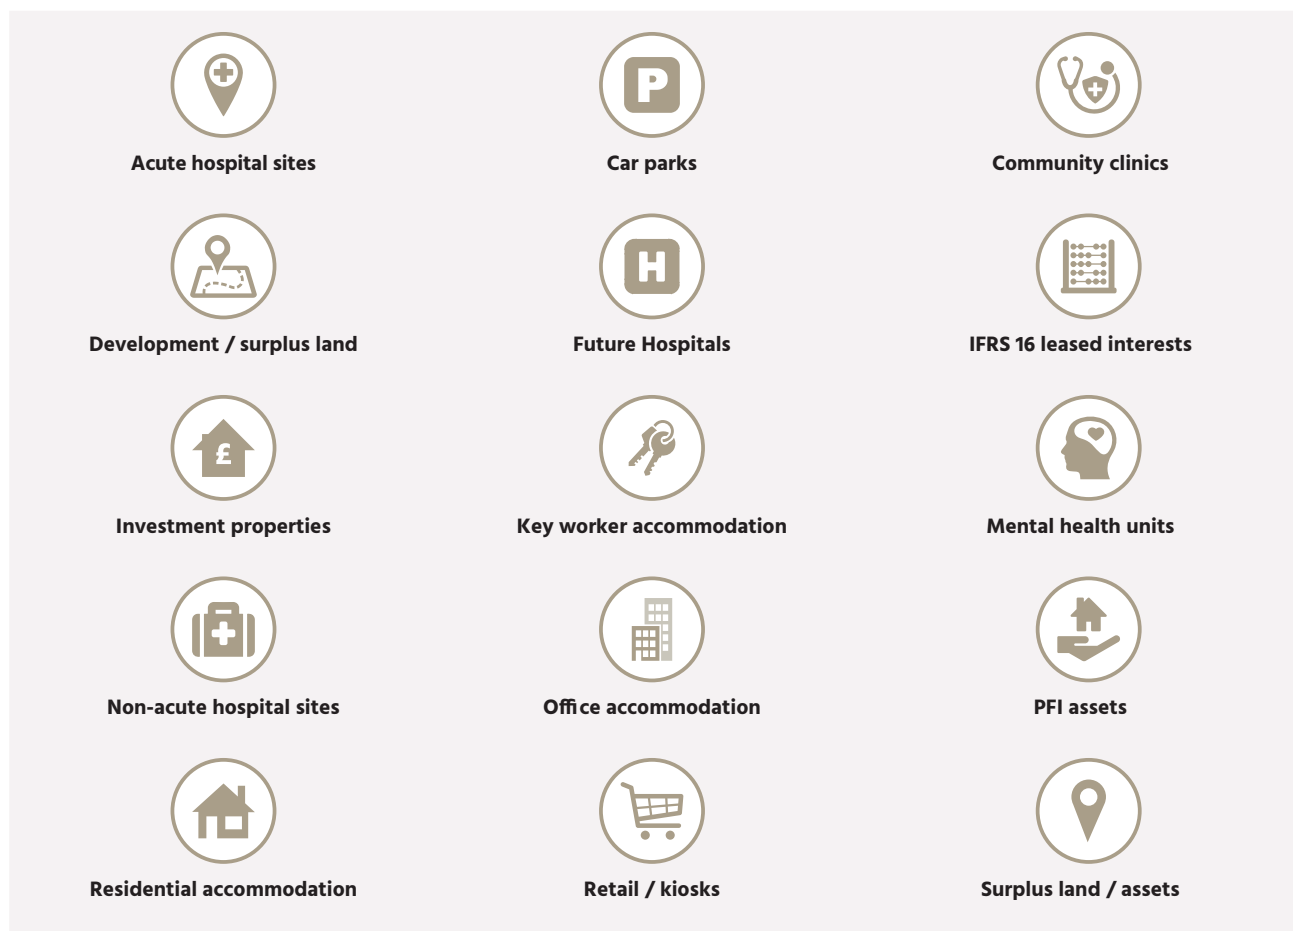 P
Acute hospital sites
Car parks
Community clinics
H
Development / surplus land
Future Hospitals
IFRS 16 leased interests
£
Investment properties
Key worker accommodation
Mental health units
Non-acute hospital sites
Office accommodation
PFI assets
Residential accommodation
Retail / kiosks
Surplus land / assets